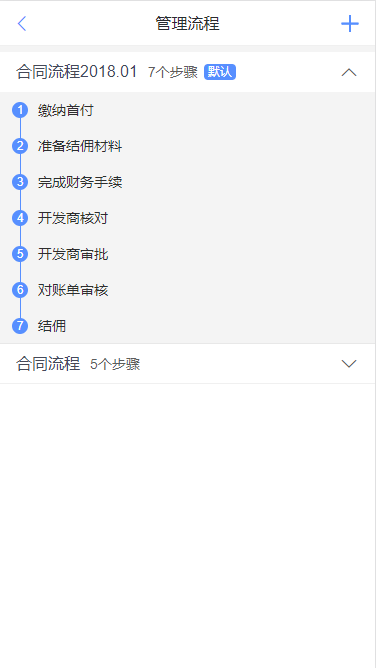 管理流程
合同流程2018.01 7个步骤 默认
1 缴纳首付
2 准备结佣材料
3 完成财务手续
4 开发商核对
5 开发商审批
6 对账单审核
7 结佣
合同流程 5个步骤